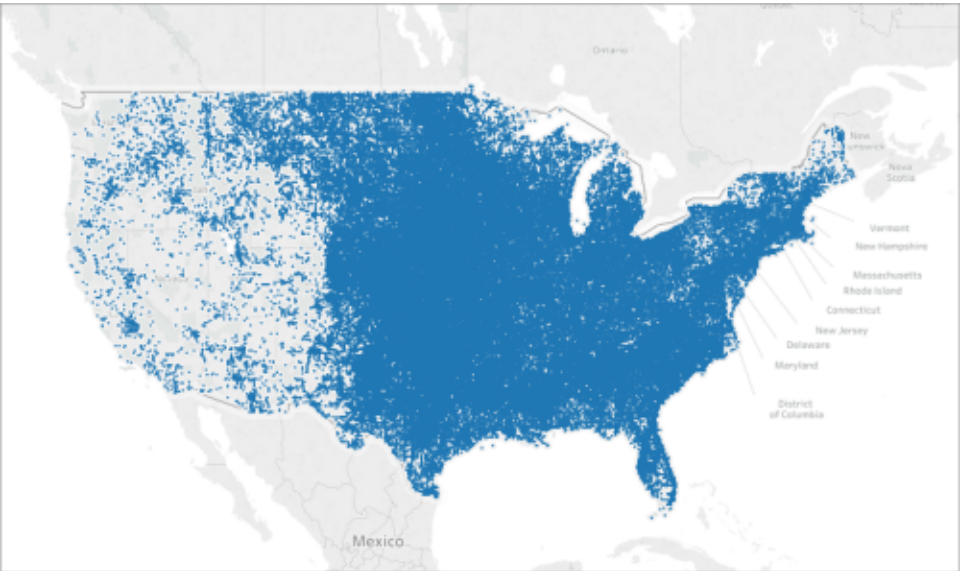 Ontario
New
Nova
Scotia
Vermont
New Hampshire
Massachusetts
Rhode Island
Connecticut
New Jersey
Delaware
Maryland
District
of Columbia
Mexico